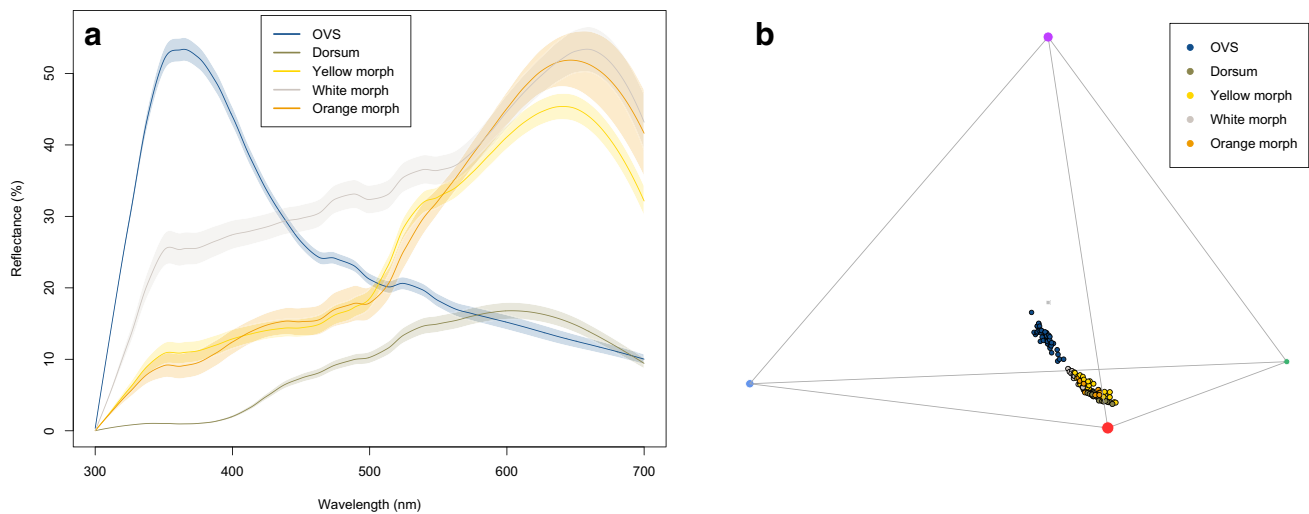 a
OVS
Dorsum
Yellow morph
White morph
Orange morph
Reflectance (%)
0
10
20
30
40
50
300
400
500
600
700
Wavelength (nm)
b
OVS
Dorsum
Yellow morph
White morph
Orange morph